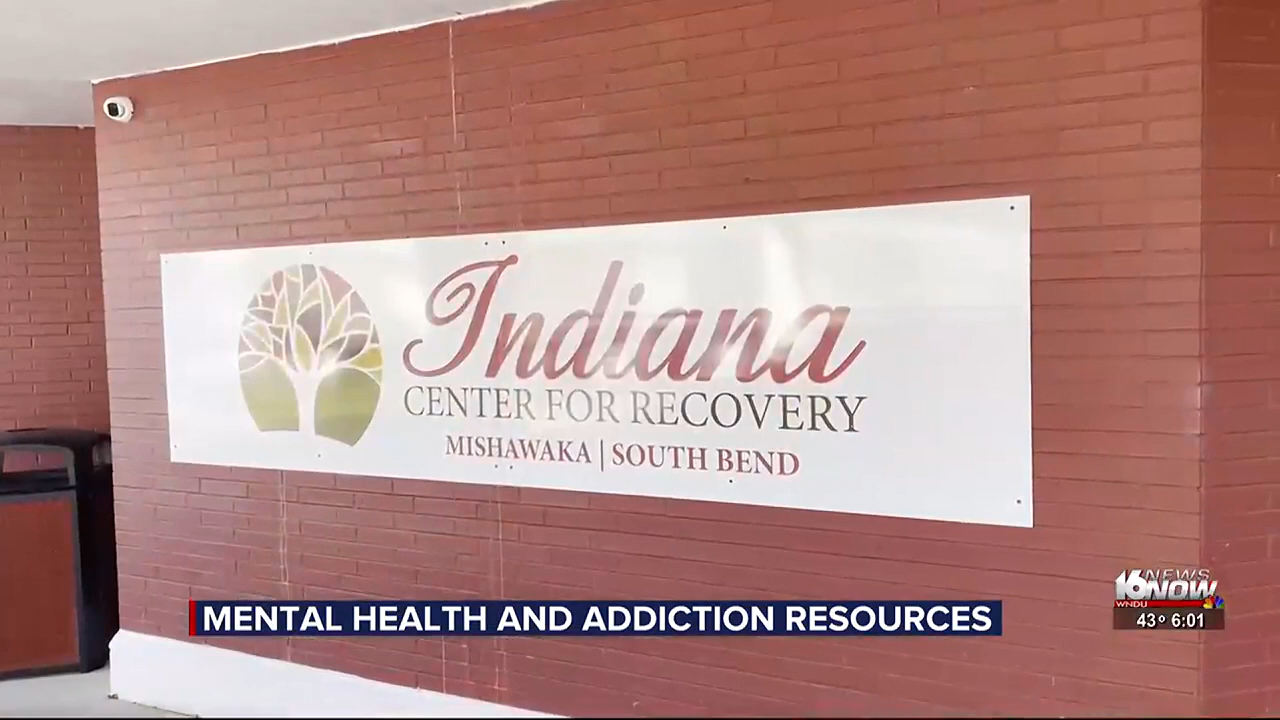 Indiana
CENTER FOR RECOVERY
MISHAWAKA | SOUTH BEND
MENTAL HEALTH AND ADDICTION RESOURCES
16 NEWS
NOW
WNDU
43° 6:01